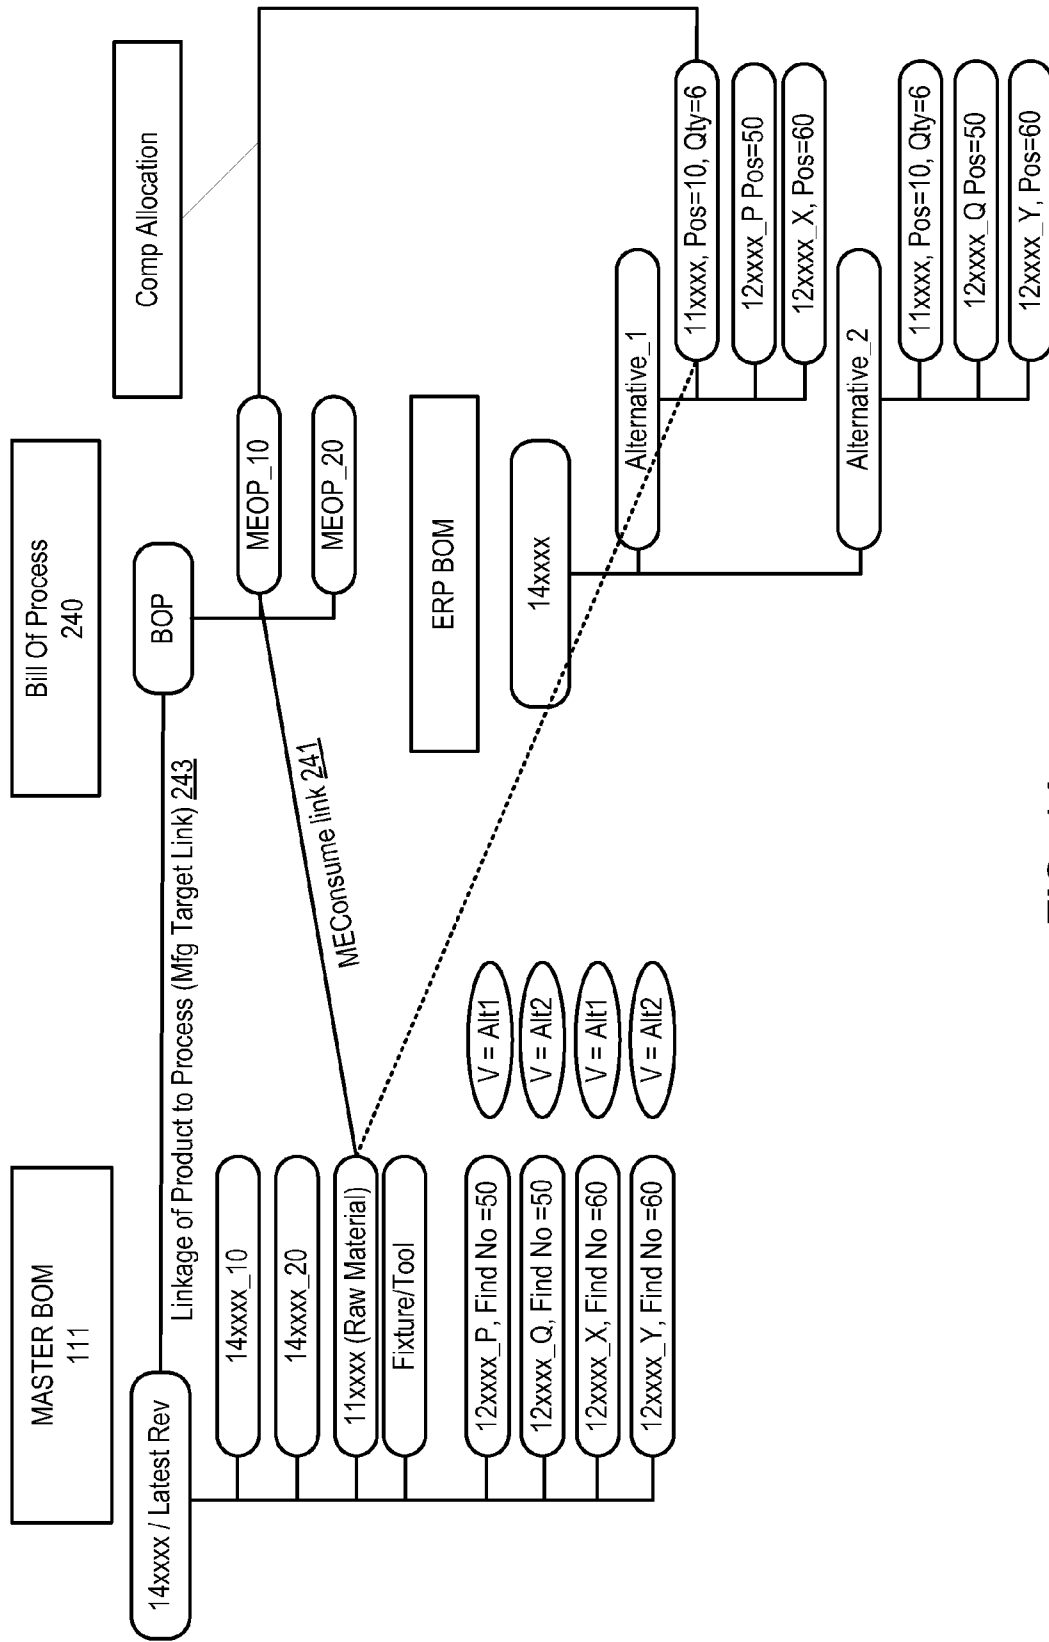 MASTER BOM
111
14xxxx / Latest Rev
14xxxx_10
14xxxx_20
11xxxx (Raw Material)
Fixture/Tool
12xxxx_P, Find No =50
12xxxx_Q, Find No =50
12xxxx_X, Find No =60
12xxxx_Y, Find No =60
V = Alt1
V = Alt2
V = Alt1
V = Alt2
Linkage of Product to Process (Mfg Target Link) 243
MEConsume link 241
Bill Of Process
240
BOP
MEOP_10
MEOP_20
Comp Allocation
ERP BOM
14xxxx
Alternative_1
11xxxx, Pos=10, Qty=6
12xxxx_P Pos=50
12xxxx_X, Pos=60
Alternative_2
11xxxx, Pos=10, Qty=6
12xxxx_Q Pos=50
12xxxx_Y, Pos=60